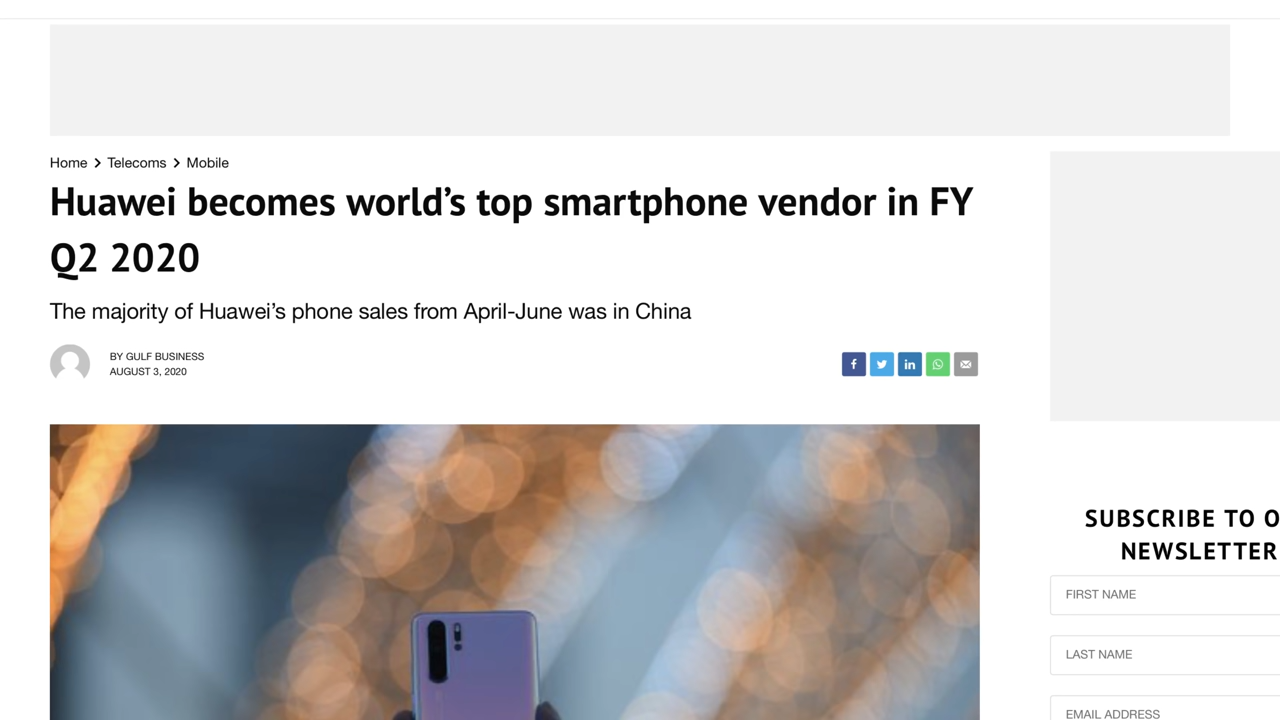 Home > Telecoms > Mobile
Huawei becomes world’s top smartphone vendor in FY
Q2 2020
The majority of Huawei’s phone sales from April-June was in China
BY GULF BUSINESS
AUGUST 3, 2020
SUBSCRIBE TO O
NEWSLETTER
FIRST NAME
LAST NAME
EMAIL ADDRESS